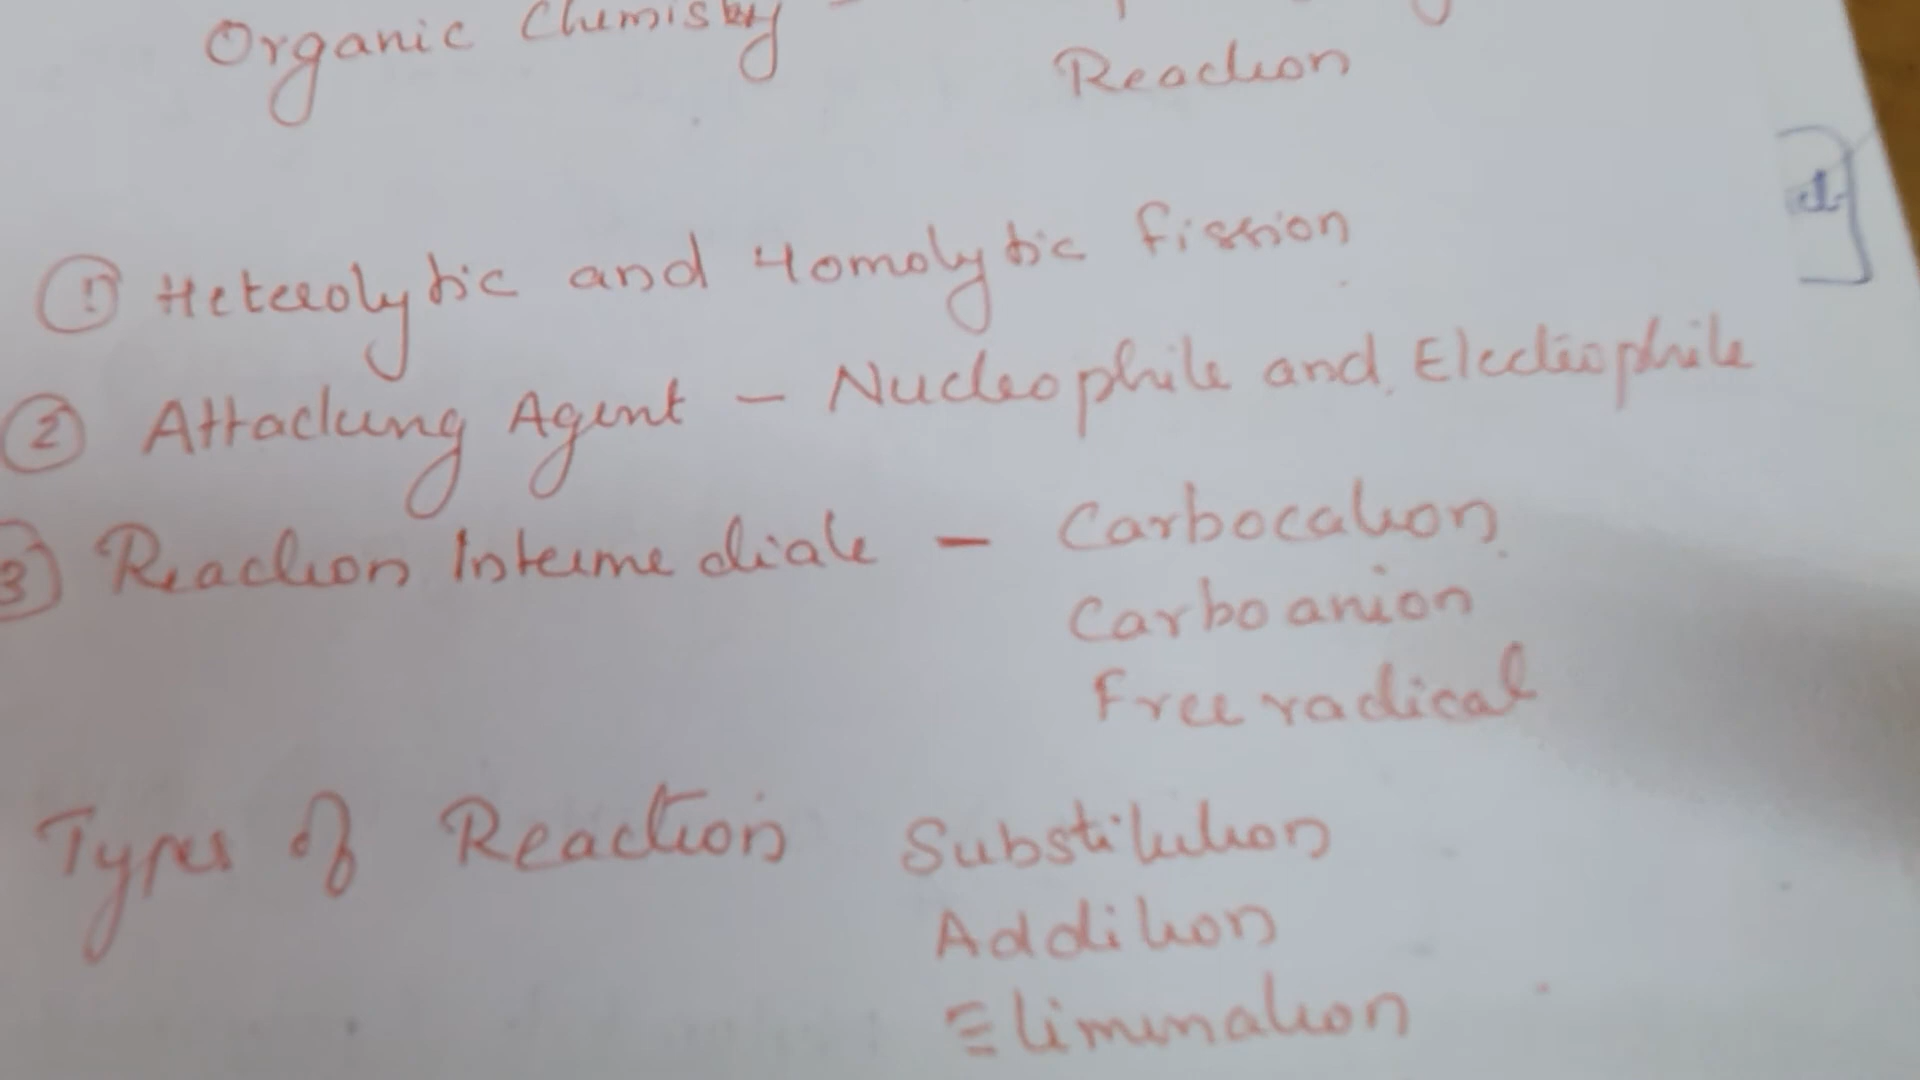 Organic Chemistry -
Reaction
① Heterolytic and Homolytic fission
② Attacking Agent - Nucleophile and Electrophile
③ Reaction Intermediate - Carbocation
Carboanion
Free radical
Types of Reaction Substitution
Addition
Elimination